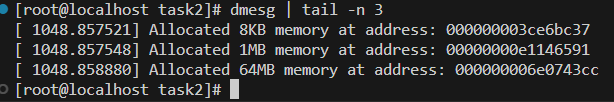 [root@localhost task2]# dmesg | tail -n 3
[ 1048.857521] Allocated 8KB memory at address: 000000003ce6bc37
[ 1048.857548] Allocated 1MB memory at address: 00000000e1146591
[ 1048.858880] Allocated 64MB memory at address: 000000006e0743cc
[root@localhost task2]#